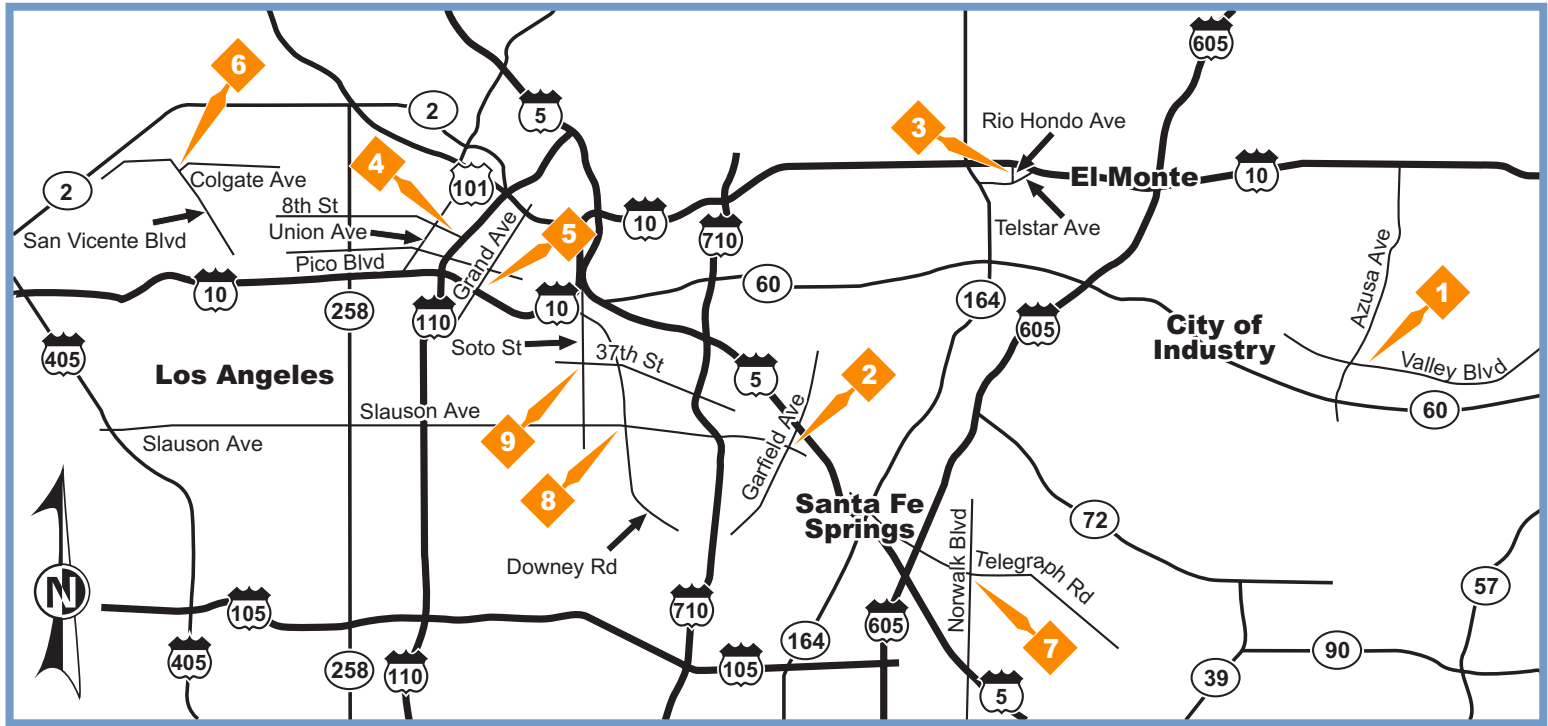 605
6
5
2
3
Rio Hondo Ave
4
101
2
Colgate Ave
10
El Monte
8th St
San Vicente Blvd
Union Ave
Grand Ave
5
10
710
Telstar Ave
Pico Blvd
Azusa Ave
10
258
110
10
60
164
605
1
City of
Industry
405
Soto St
37th St
Los Angeles
5
2
Valley Blvd
60
Slauson Ave
Slauson Ave
9
8
Garfield Ave
Santa Fe
Springs
Norwalk Blvd
72
Telegraph Rd
Downey Rd
N
105
710
605
57
405
258
110
105
164
7
5
39
90